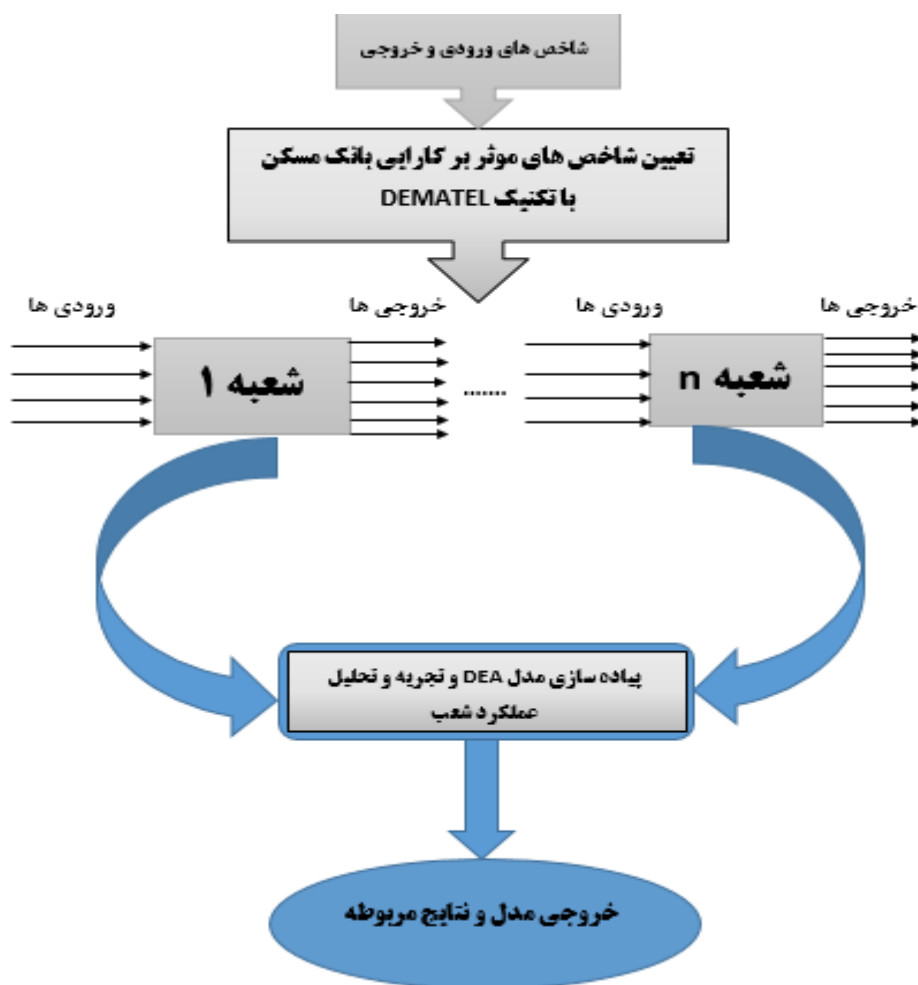 شاخص های ورودی و خروجی
تعیین شاخص های موثر بر کارایی بانک مسکن
با تکنیک DEMATEL
ورودی ها
خروجی ها
ورودی ها
خروجی ها
شعبه ۱
.......
شعبه n
پیاده سازی مدل DEA و تجزیه و تحلیل
عملکرد شعب
خروجی مدل و نتایج مربوطه